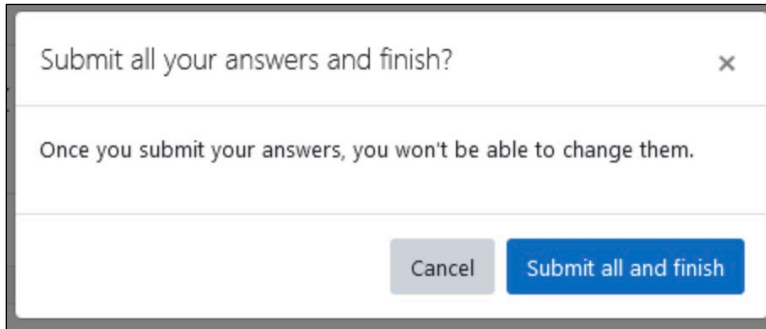 Submit all your answers and finish?
×
Once you submit your answers, you won't be able to change them.
Cancel
Submit all and finish